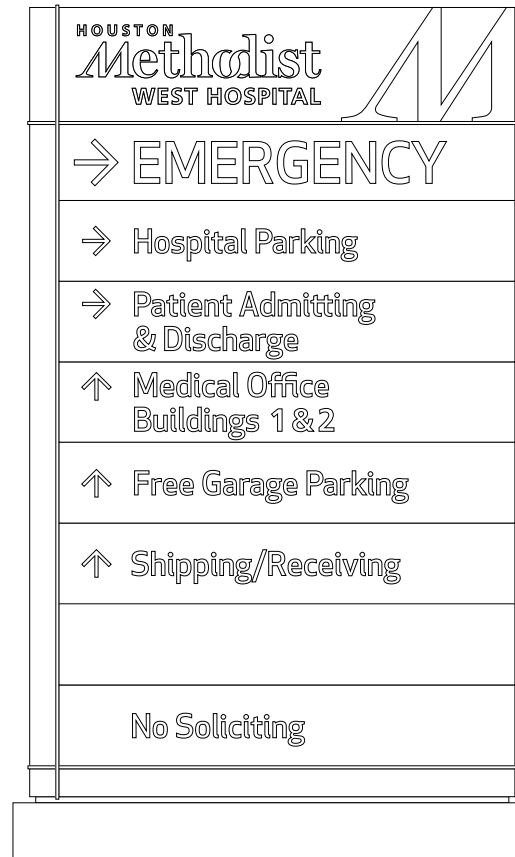 HOUSTON
Methodist
WEST HOSPITAL
EMERGENCY
Hospital Parking
Patient Admitting
& Discharge
Medical Office
Buildings 1 & 2
Free Garage Parking
Shipping/Receiving
No Soliciting